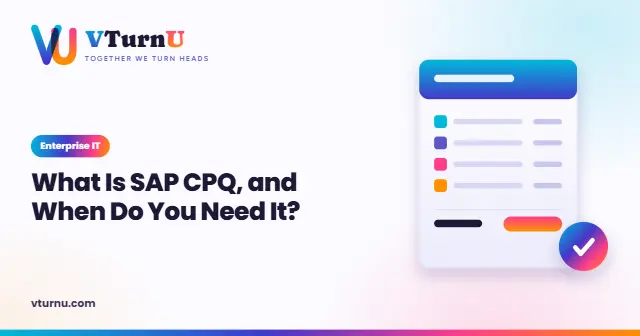 VTurnU
TOGETHER WE TURN HEADS
Enterprise IT
What Is SAP CPQ, and
When Do You Need It?
vturnu.com